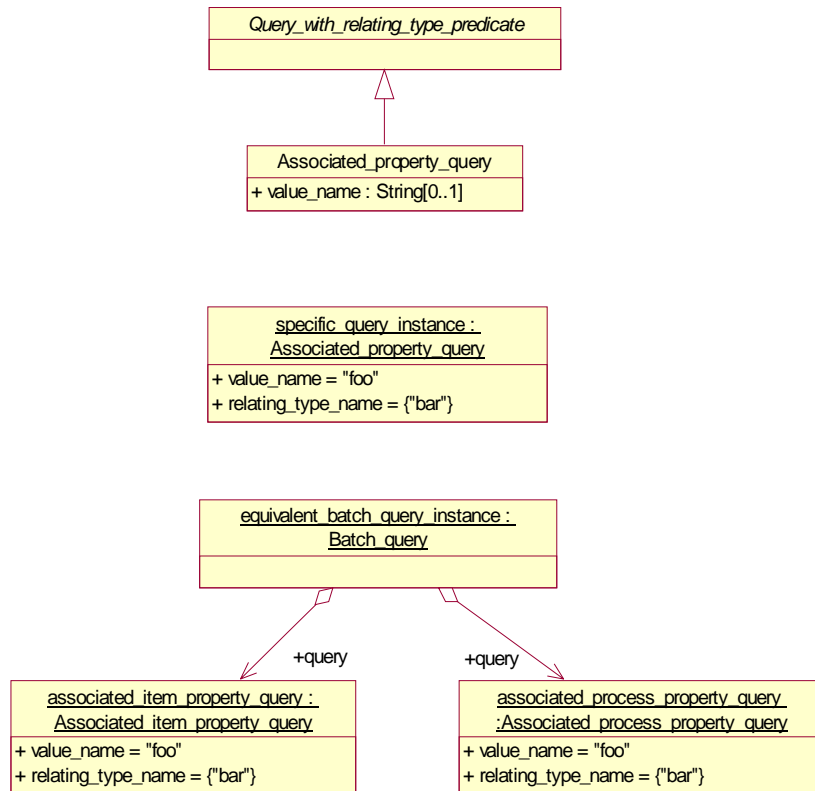 Query_with_relating_type_predicate
Associated_property_query
+ value_name : String[0..1]
specific_query_instance :
Associated_property_query
+ value_name = "foo"
+ relating_type_name = {"bar"}
equivalent_batch_query_instance :
Batch_query
+query
+query
associated_item_property_query :
Associated_item_property_query
+ value_name = "foo"
+ relating_type_name = {"bar"}
associated_process_property_query
:Associated_process_property_query
+ value_name = "foo"
+ relating_type_name = {"bar"}